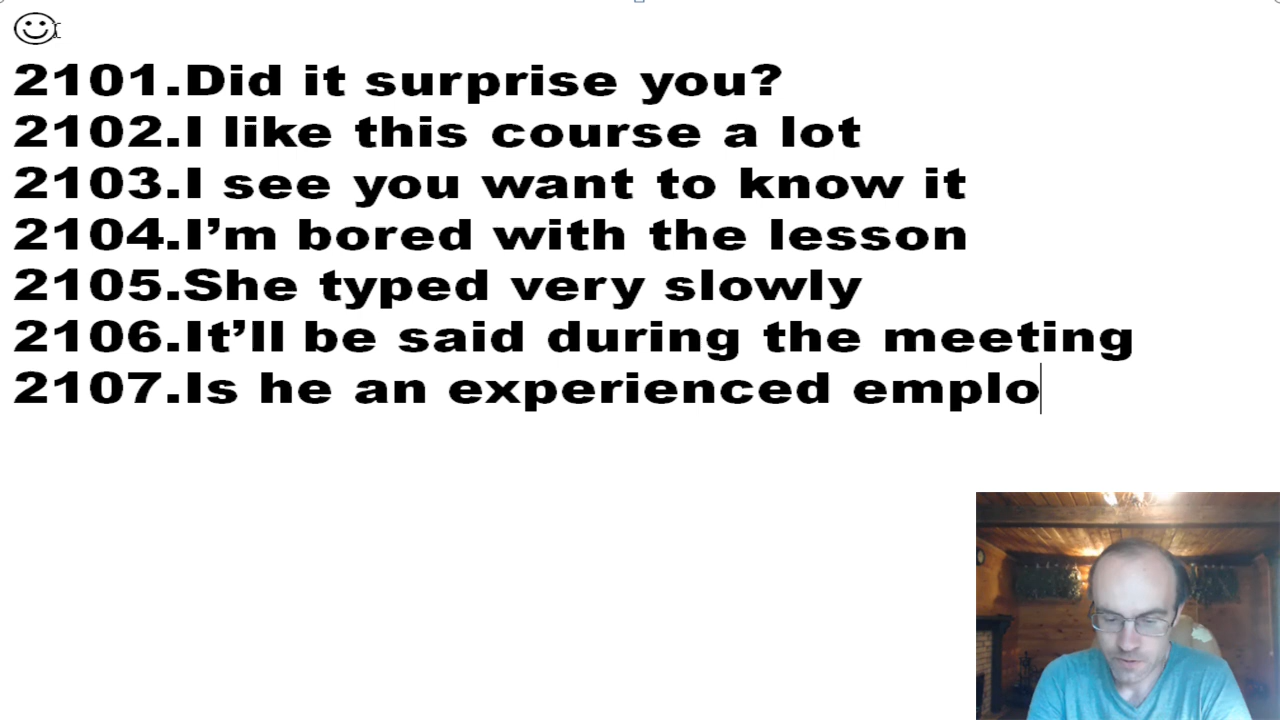 2101.Did it surprise you?
2102.I like this course a lot
2103.I see you want to know it
2104.I’m bored with the lesson
2105.She typed very slowly
2106.It’ll be said during the meeting
2107.Is he an experienced emplo